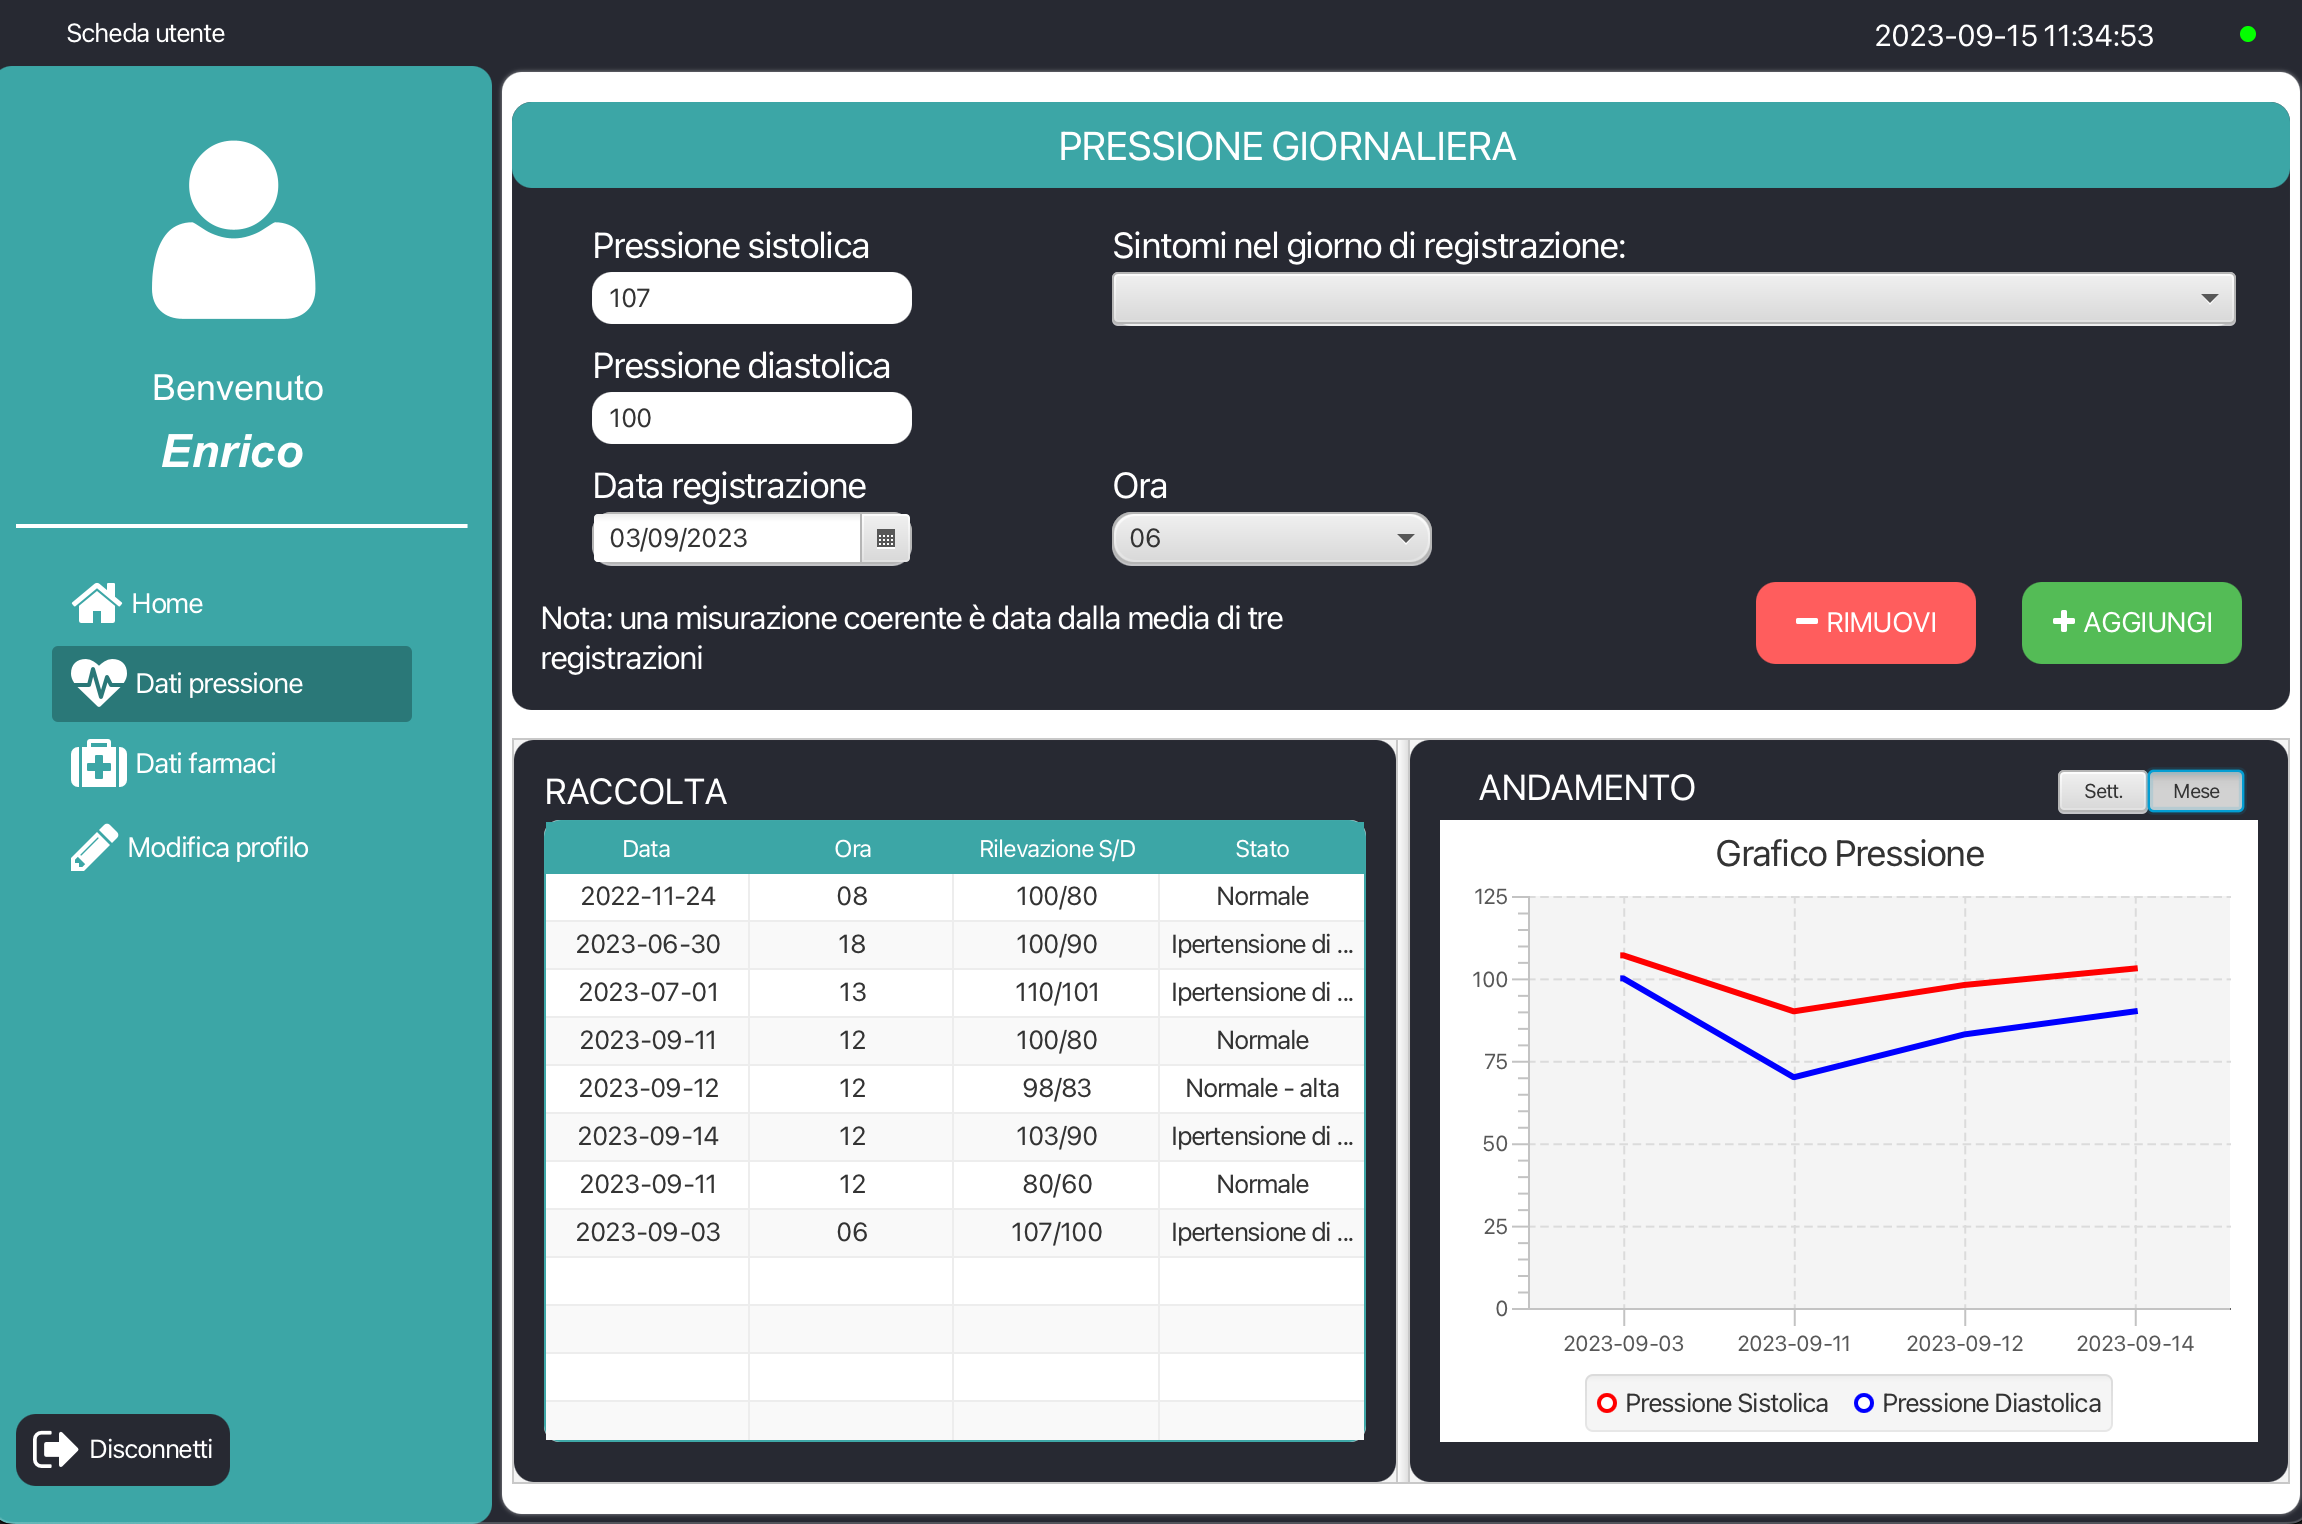 Scheda utente
2023-09-15 11:34:53
Benvenuto
Enrico
Home
Dati pressione
Dati farmaci
Modifica profilo
Disconnetti
PRESSIONE GIORNALIERA
Pressione sistolica
107
Sintomi nel giorno di registrazione:
Pressione diastolica
100
Data registrazione
03/09/2023
Ora
06
Nota: una misurazione coerente è data dalla media di tre
registrazioni
RIMUOVI
AGGIUNGI
RACCOLTA
Data Ora Rilevazione S/D Stato
2022-11-24 08 100/80 Normale
2023-06-30 18 100/90 Ipertensione di ...
2023-07-01 13 110/101 Ipertensione di ...
2023-09-11 12 100/80 Normale
2023-09-12 12 98/83 Normale - alta
2023-09-14 12 103/90 Ipertensione di ...
2023-09-11 12 80/60 Normale
2023-09-03 06 107/100 Ipertensione di ...
ANDAMENTO
Sett. Mese
Grafico Pressione
125
100
75
50
25
0
2023-09-03 2023-09-11 2023-09-12 2023-09-14
Pressione Sistolica Pressione Diastolica